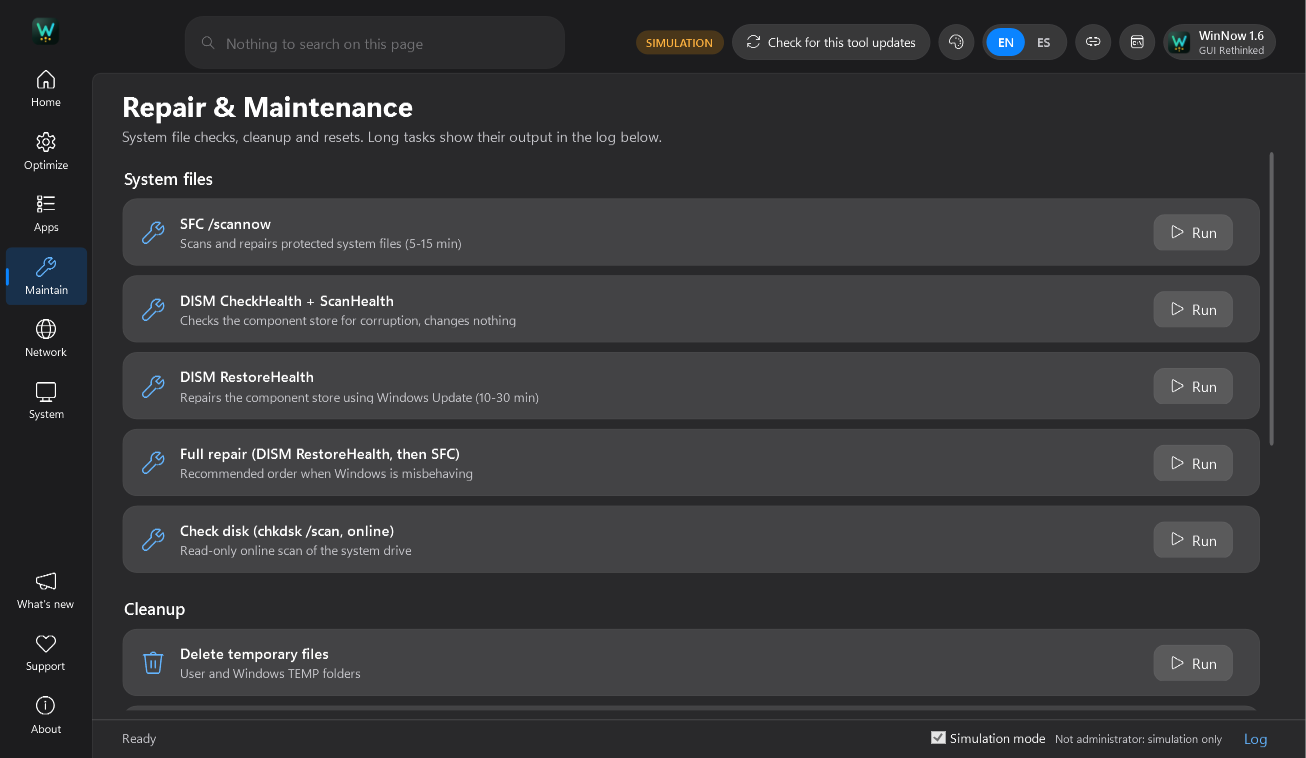 Nothing to search on this page
SIMULATION
Check for this tool updates
EN
ES
WinNow 1.6
GUI Rethinked
Home
Optimize
Apps
Maintain
Network
System
What's new
Support
About
Repair & Maintenance
System file checks, cleanup and resets. Long tasks show their output in the log below.
System files
SFC /scannow
Scans and repairs protected system files (5-15 min)
Run
DISM CheckHealth + ScanHealth
Checks the component store for corruption, changes nothing
Run
DISM RestoreHealth
Repairs the component store using Windows Update (10-30 min)
Run
Full repair (DISM RestoreHealth, then SFC)
Recommended order when Windows is misbehaving
Run
Check disk (chkdsk /scan, online)
Read-only online scan of the system drive
Run
Cleanup
Delete temporary files
User and Windows TEMP folders
Run
Ready
Simulation mode
Not administrator: simulation only
Log